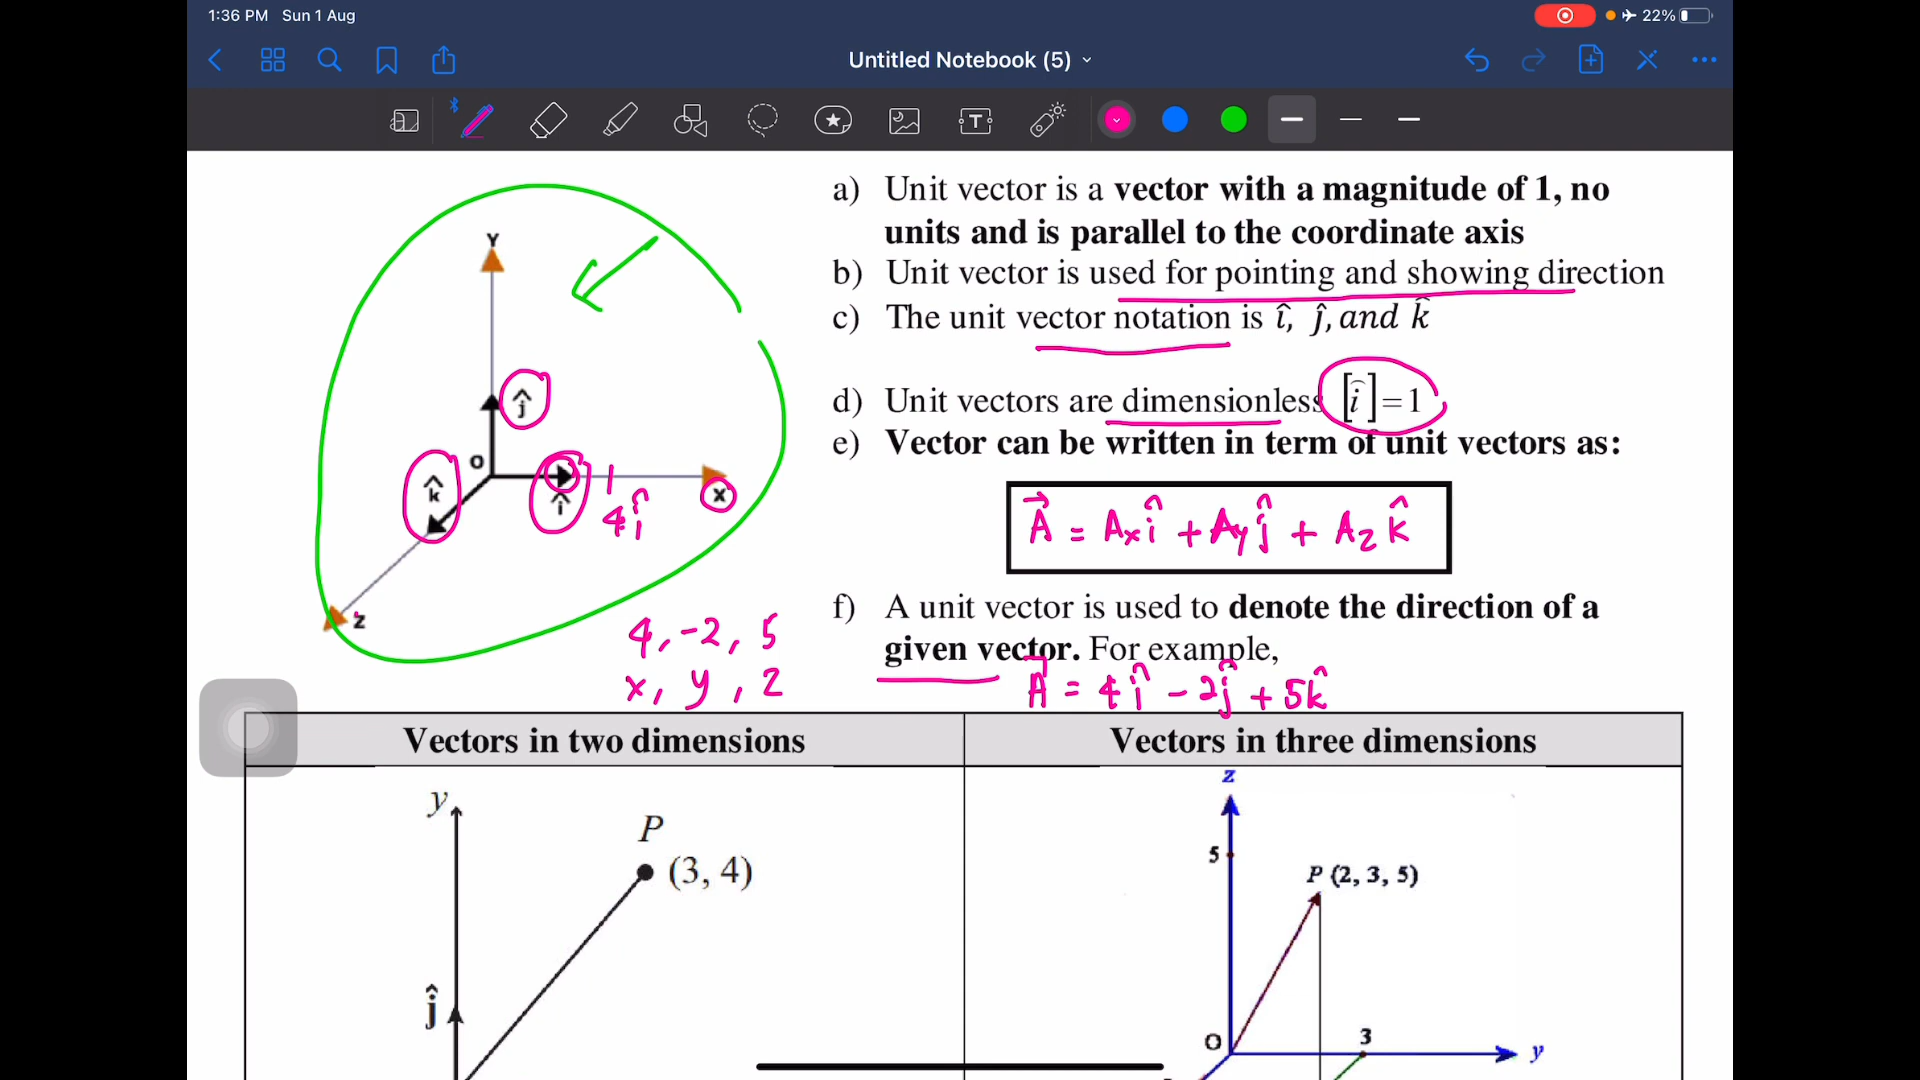 1:36 PM Sun 1 Aug
22%
Untitled Notebook (5)
a) Unit vector is a vector with a magnitude of 1, no
units and is parallel to the coordinate axis
b) Unit vector is used for pointing and showing direction
c) The unit vector notation is î, ĵ, and k̂
d) Unit vectors are dimensionless [î]=1
e) Vector can be written in term of unit vectors as:
A⃗ = Axî + Ayĵ + Azk̂
f) A unit vector is used to denote the direction of a
given vector. For example,
A⃗ = 4î - 2ĵ + 5k̂
Y
ĵ
O
k̂
î
x
4î
z
4, -2, 5
x, y, z
Vectors in two dimensions
Vectors in three dimensions
y
P
(3, 4)
ĵ
z
5
P (2, 3, 5)
O
3
y